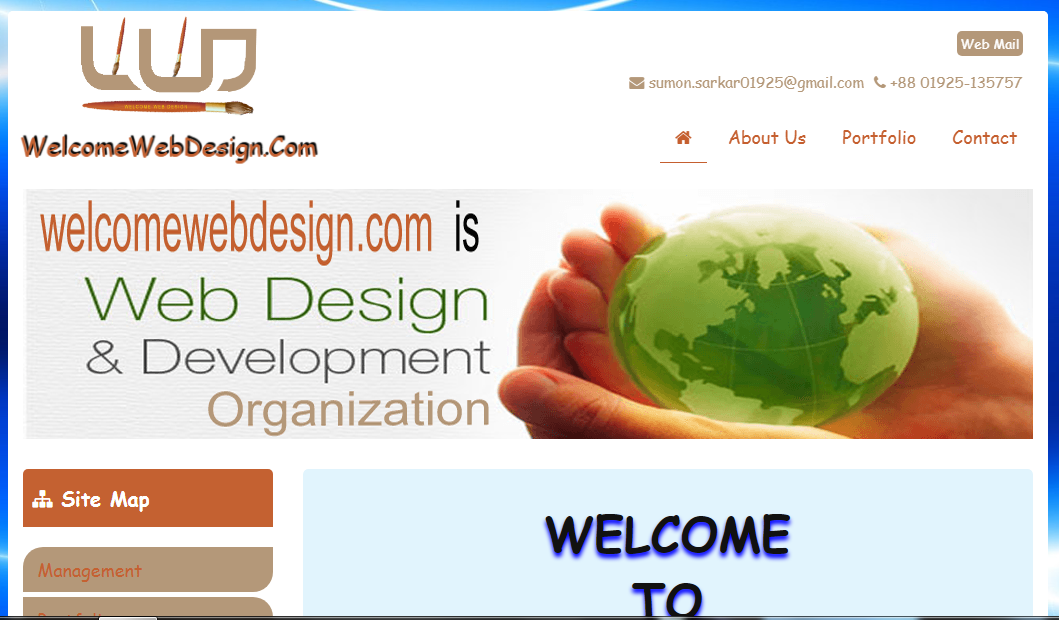 WELCOME WEB DESIGN
WelcomeWebDesign.Com
Web Mail
sumon.sarkar01925@gmail.com +88 01925-135757
About Us Portfolio Contact
welcomewebdesign.com is
Web Design
& Development
Organization
Site Map
Management
WELCOME
TO